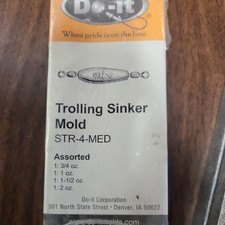 Do-it
When pride is on the line.
Trolling Sinker
Mold
STR-4-MED
Assorted
1: 3/4 oz.
1: 1 oz.
1: 1-1/2 oz.
1: 2 oz.
Do-it Corporation
501 North State Street - Denver, IA 50622